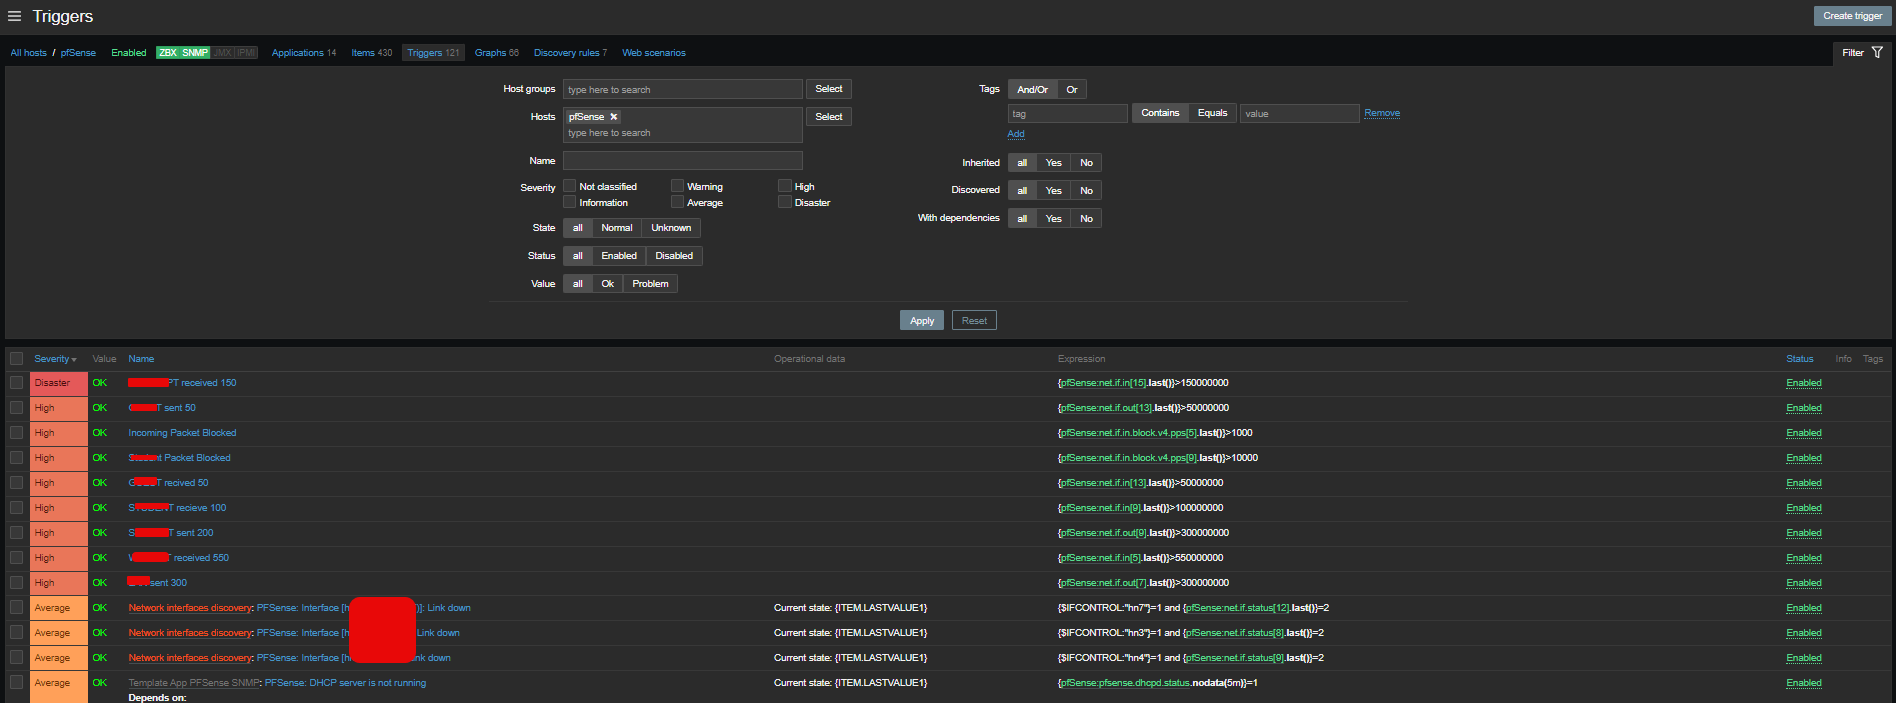 Triggers
Create trigger
All hosts / pfSense Enabled ZBX SNMP JMX IPMI Applications 14 Items 430 Triggers 121 Graphs 66 Discovery rules 7 Web scenarios
Filter
Host groups type here to search Select
Hosts pfSense Select
type here to search
Name
Severity Not classified Warning High
Information Average Disaster
State all Normal Unknown
Status all Enabled Disabled
Value all Ok Problem
Tags And/Or Or
tag Contains Equals value Remove
Add
Inherited all Yes No
Discovered all Yes No
With dependencies all Yes No
Apply Reset
Severity Value Name Operational data Expression Status Info Tags
Disaster OK PT received 150 {pfSense:net.if.in[15].last()}>150000000 Enabled
High OK T sent 50 {pfSense:net.if.out[13].last()}>50000000 Enabled
High OK Incoming Packet Blocked {pfSense:net.if.in.block.v4.pps[5].last()}>1000 Enabled
High OK Student Packet Blocked {pfSense:net.if.in.block.v4.pps[9].last()}>10000 Enabled
High OK T recived 50 {pfSense:net.if.in[13].last()}>50000000 Enabled
High OK STUDENT recieve 100 {pfSense:net.if.in[9].last()}>100000000 Enabled
High OK T sent 200 {pfSense:net.if.out[9].last()}>300000000 Enabled
High OK T received 550 {pfSense:net.if.in[5].last()}>550000000 Enabled
High OK sent 300 {pfSense:net.if.out[7].last()}>300000000 Enabled
Average OK Network interfaces discovery: PFSense: Interface [h )]: Link down Current state: {ITEM.LASTVALUE1} {$IFCONTROL:"hn7"}=1 and {pfSense:net.if.status[12].last()}=2 Enabled
Average OK Network interfaces discovery: PFSense: Interface [h Link down Current state: {ITEM.LASTVALUE1} {$IFCONTROL:"hn3"}=1 and {pfSense:net.if.status[8].last()}=2 Enabled
Average OK Network interfaces discovery: PFSense: Interface [h ink down Current state: {ITEM.LASTVALUE1} {$IFCONTROL:"hn4"}=1 and {pfSense:net.if.status[9].last()}=2 Enabled
Average OK Template App PFSense SNMP: PFSense: DHCP server is not running Current state: {ITEM.LASTVALUE1} {pfSense:pfsense.dhcpd.status.nodata(5m)}=1 Enabled
Depends on: